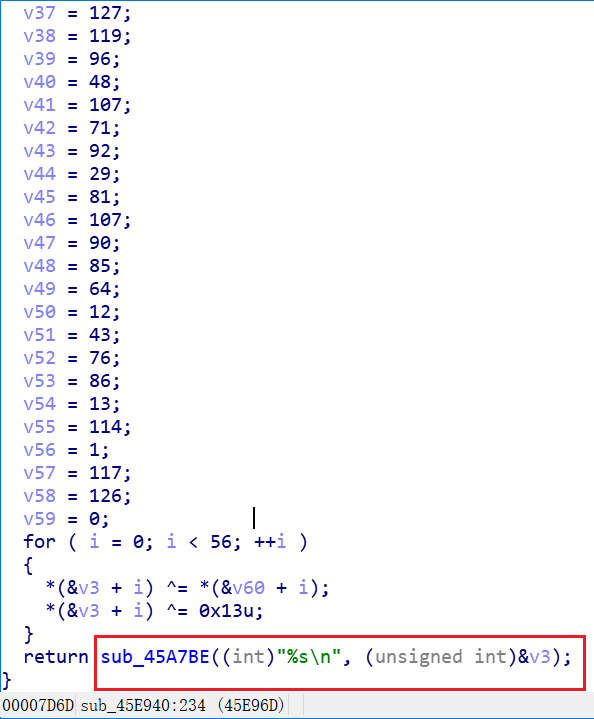 v37 = 127;
v38 = 119;
v39 = 96;
v40 = 48;
v41 = 107;
v42 = 71;
v43 = 92;
v44 = 29;
v45 = 81;
v46 = 107;
v47 = 90;
v48 = 85;
v49 = 64;
v50 = 12;
v51 = 43;
v52 = 76;
v53 = 86;
v54 = 13;
v55 = 114;
v56 = 1;
v57 = 117;
v58 = 126;
v59 = 0;
for ( i = 0; i < 56; ++i )
{
*(&v3 + i) ^= *(&v60 + i);
*(&v3 + i) ^= 0x13u;
}
return sub_45A7BE((int)"%s\n", (unsigned int)&v3);
}
00007D6D sub_45E940:234 (45E96D)